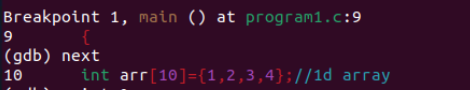 Breakpoint 1, main () at program1.c:9
9 {
(gdb) next
10 int arr[10]={1,2,3,4};//1d array